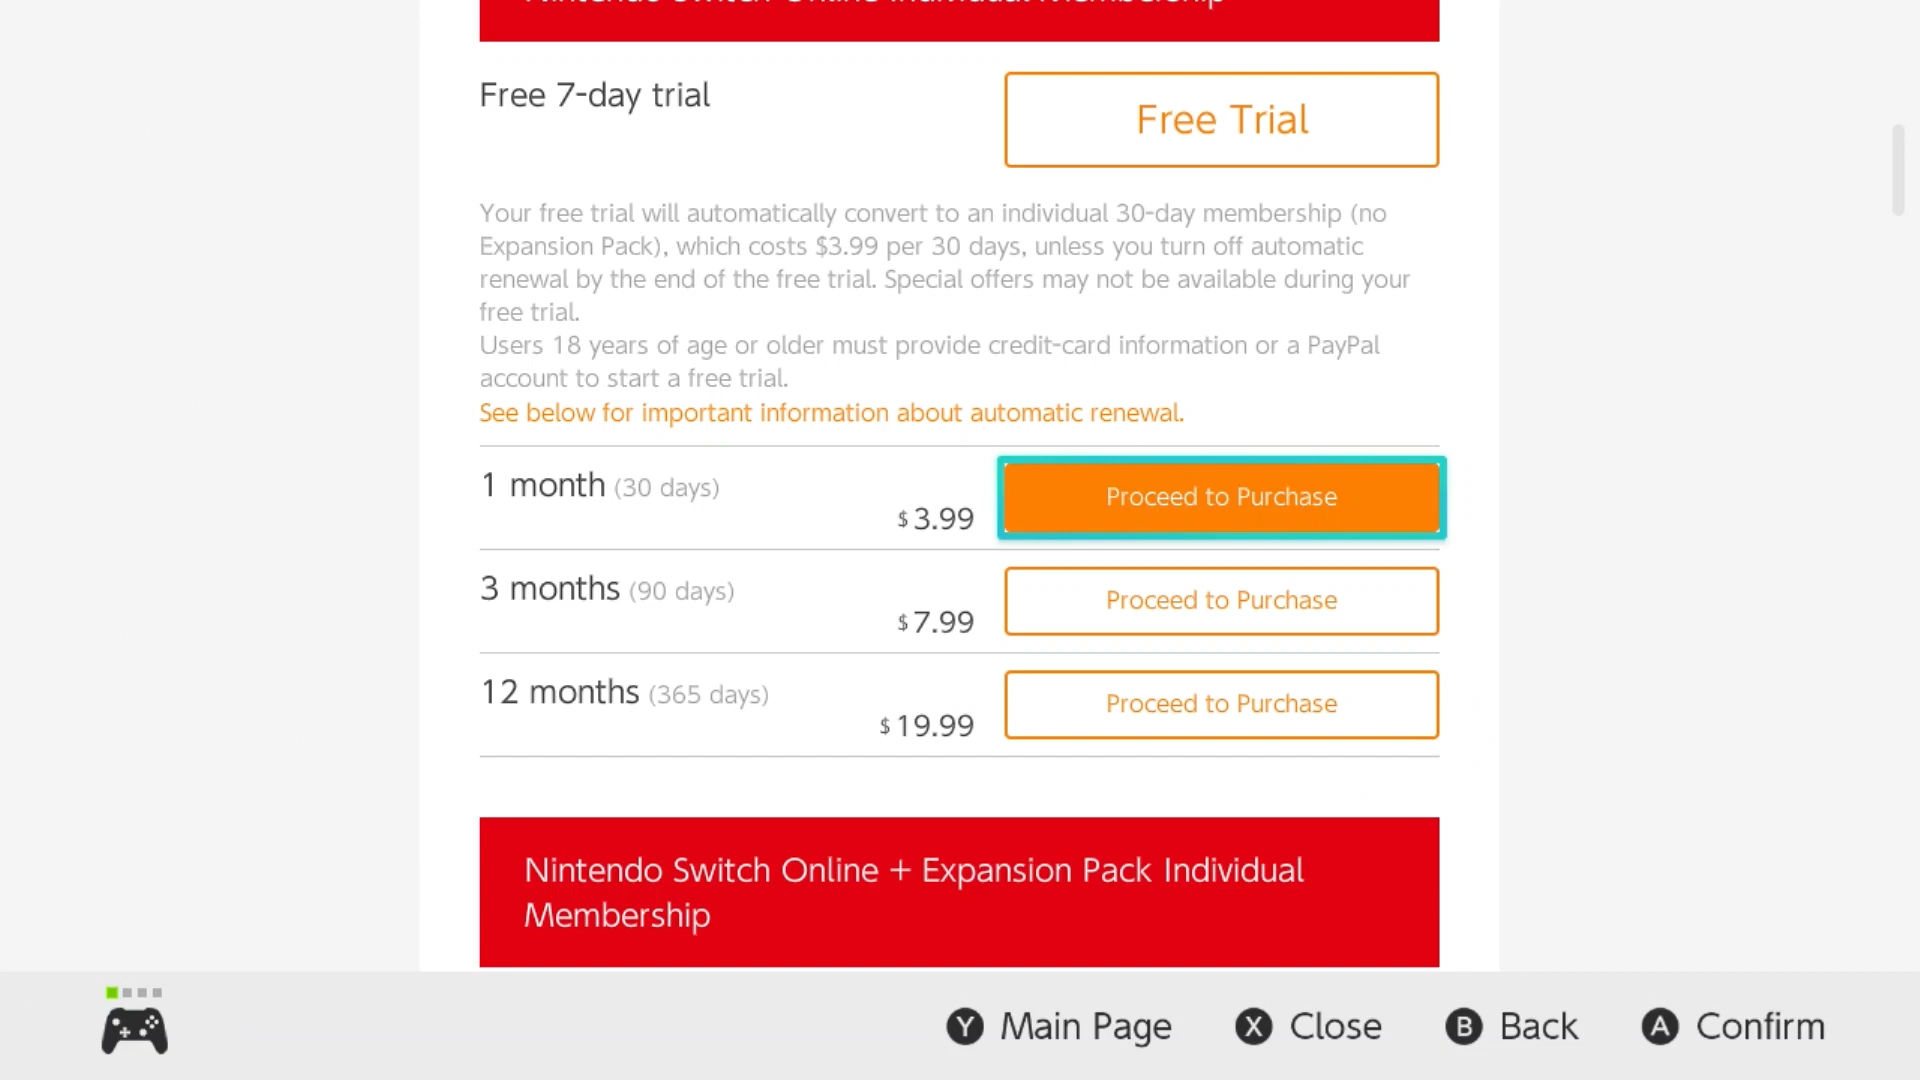 Nintendo Switch Online Individual Membership
Free 7-day trial
Free Trial
Your free trial will automatically convert to an individual 30-day membership (no
Expansion Pack), which costs $3.99 per 30 days, unless you turn off automatic
renewal by the end of the free trial. Special offers may not be available during your
free trial.
Users 18 years of age or older must provide credit-card information or a PayPal
account to start a free trial.
See below for important information about automatic renewal.
1 month (30 days)
$3.99
Proceed to Purchase
3 months (90 days)
$7.99
Proceed to Purchase
12 months (365 days)
$19.99
Proceed to Purchase
Nintendo Switch Online + Expansion Pack Individual
Membership
Y Main Page
X Close
B Back
A Confirm